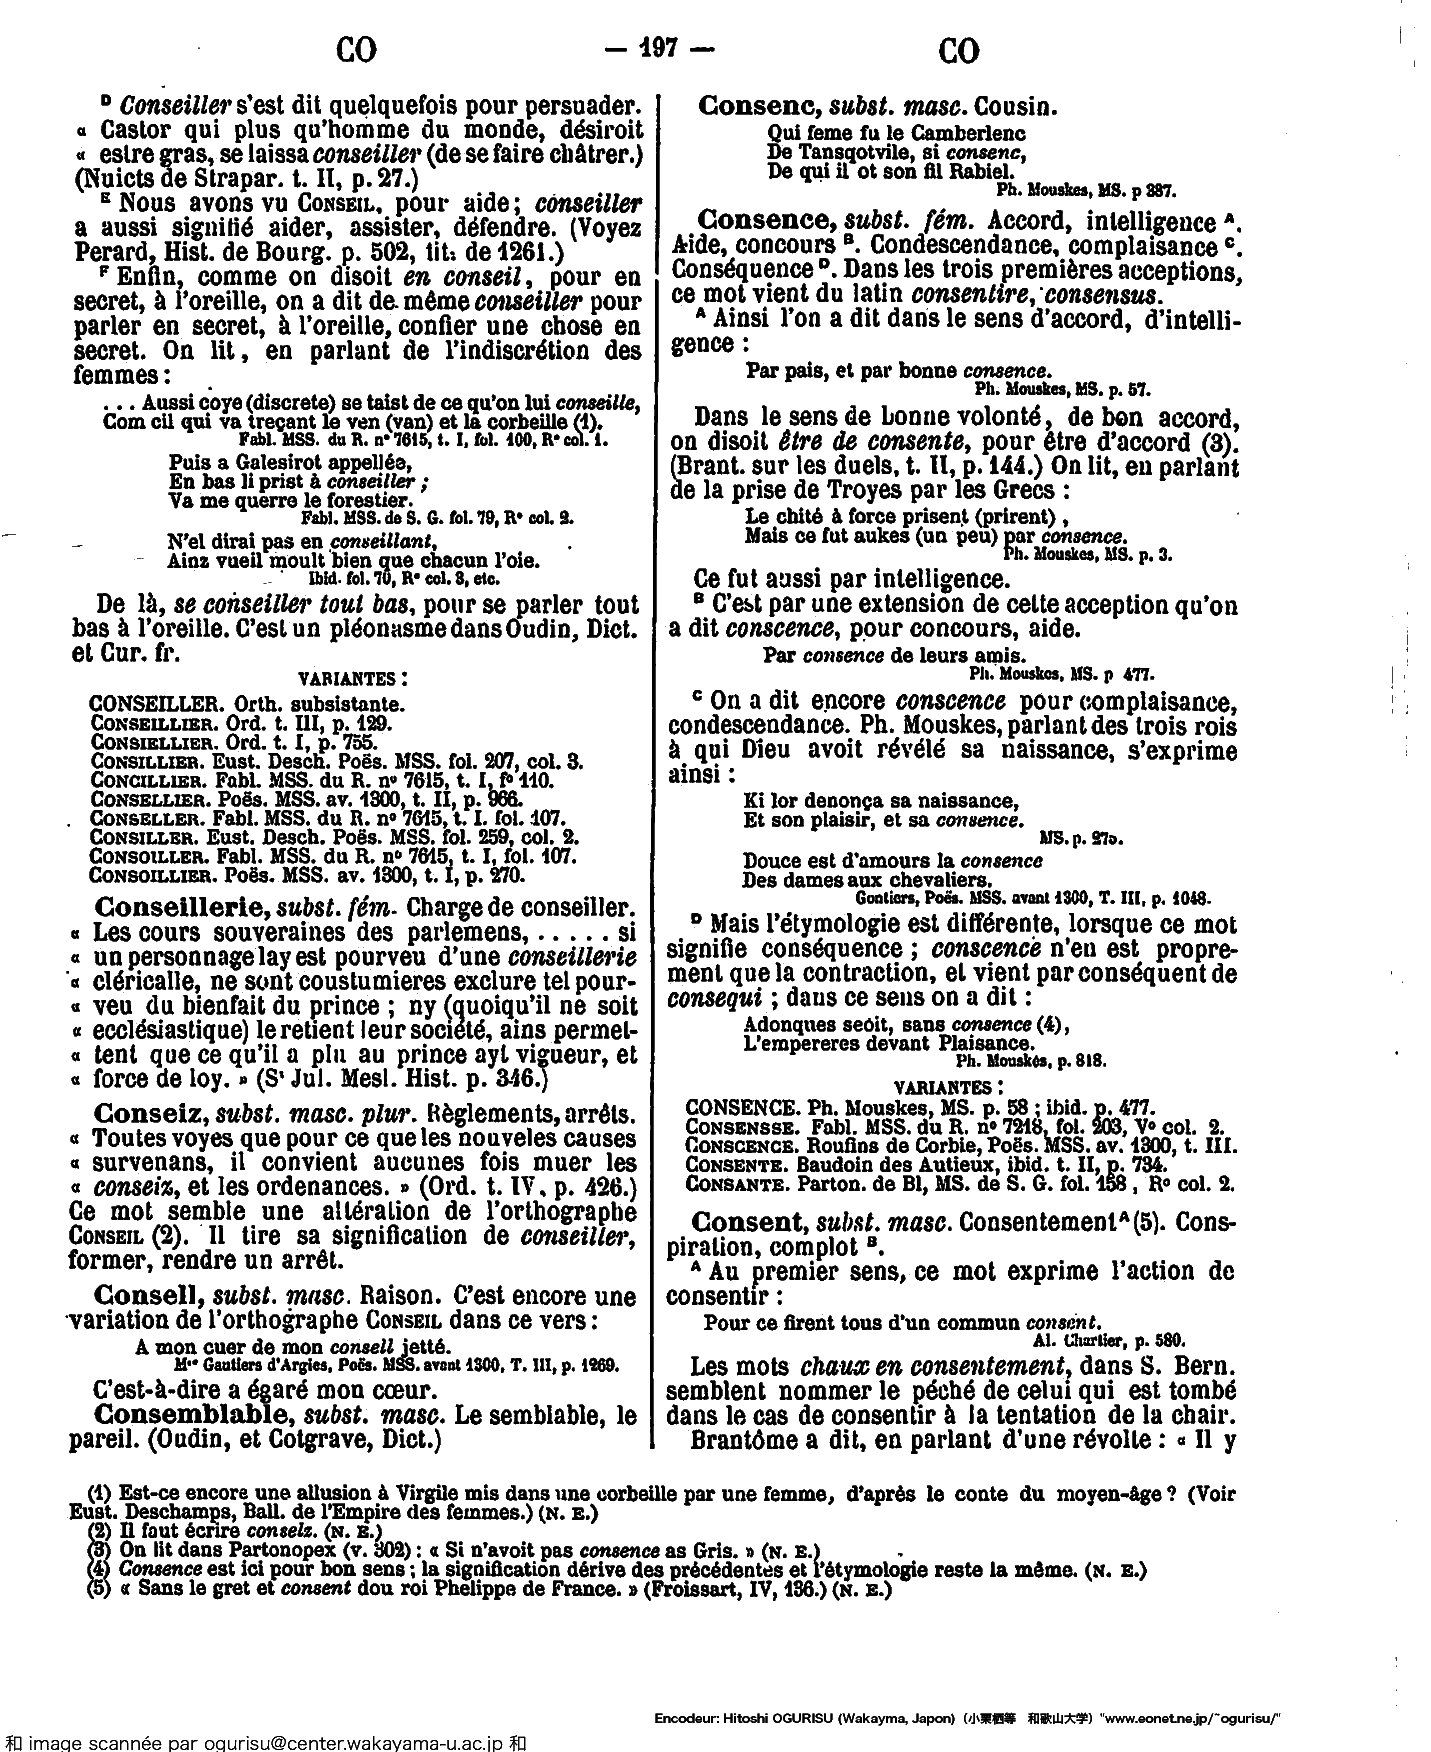 CO — 197 — CO
ᴰ Conseiller s'est dit quelquefois pour persuader.
« Castor qui plus qu'homme du monde, désiroit
« estre gras, se laissa conseiller (de se faire châtrer.)
(Nuicts de Strapar. t. II, p. 27.)
ᴱ Nous avons vu CONSEIL, pour aide; conseiller
a aussi signifié aider, assister, défendre. (Voyez
Perard, Hist. de Bourg. p. 502, tit. de 1261.)
ꟳ Enfin, comme on disoit en conseil, pour en
secret, à l'oreille, on a dit de même conseiller pour
parler en secret, à l'oreille, confier une chose en
secret. On lit, en parlant de l'indiscrétion des
femmes :
... Aussi coye (discrete) se taist de ce qu'on lui conseille,
Com cil qui va treçant le ven (van) et la corbeille (1).
Fabl. MSS. du R. n° 7615, t. I, fol. 100, R° col. 1.
Puis a Galesirot appellée,
En bas li prist à conseiller ;
Va me querre le forestier.
Fabl. MSS. de S. G. fol. 79, R° col. 2.
N'el dirai pas en conseillant,
Ainz vueil moult bien que chacun l'oie.
Ibid. fol. 70, R° col. 3, etc.
De là, se conseiller tout bas, pour se parler tout
bas à l'oreille. C'est un pléonasme dans Oudin, Dict.
et Cur. fr.
VARIANTES :
CONSEILLER. Orth. subsistante.
CONSEILLIER. Ord. t. III, p. 129.
CONSIELLIER. Ord. t. I, p. 755.
CONSILLIER. Eust. Desch. Poës. MSS. fol. 207, col. 3.
CONCILLIER. Fabl. MSS. du R. n° 7615, t. I, f° 110.
CONSELLIER. Poës. MSS. av. 1300, t. II, p. 966.
CONSELLER. Fabl. MSS. du R. n° 7615, t. I. fol. 107.
CONSILLER. Eust. Desch. Poës. MSS. fol. 259, col. 2.
CONSOILLER. Fabl. MSS. du R. n° 7615, t. I, fol. 107.
CONSOILLIER. Poës. MSS. av. 1300, t. I, p. 270.
Conseillerie, subst. fém. Charge de conseiller.
« Les cours souveraines des parlemens, ..... si
« un personnage lay est pourveu d'une conseillerie
« cléricalle, ne sont coustumieres exclure tel pour-
« veu du bienfait du prince ; ny (quoiqu'il ne soit
« ecclésiastique) le retient leur société, ains permet-
« tent que ce qu'il a plu au prince ayt vigueur, et
« force de loy. » (Sᵗ Jul. Mesl. Hist. p. 346.)
Conseiz, subst. masc. plur. Règlements, arrêts.
« Toutes voyes que pour ce que les nouveles causes
« survenans, il convient aucunes fois muer les
« conseiz, et les ordenances. » (Ord. t. IV, p. 426.)
Ce mot semble une altération de l'orthographe
CONSEIL (2). Il tire sa signification de conseiller,
former, rendre un arrêt.
Consell, subst. masc. Raison. C'est encore une
variation de l'orthographe CONSEIL dans ce vers :
A mon cuer de mon consell jetté.
Mʳᵉ Gautiers d'Argies, Poës. MSS. avant 1300, T. III, p. 1269.
C'est-à-dire a égaré mon cœur.
Consemblable, subst. masc. Le semblable, le
pareil. (Oudin, et Cotgrave, Dict.)
Consenc, subst. masc. Cousin.
Qui feme fu le Camberlenc
De Tansqotvile, si consenc,
De qui il ot son fil Rabiel.
Ph. Mouskes, MS. p 387.
Consence, subst. fém. Accord, intelligence ᴬ.
Aide, concours ᴮ. Condescendance, complaisance ᶜ.
Conséquence ᴰ. Dans les trois premières acceptions,
ce mot vient du latin consentire, consensus.
ᴬ Ainsi l'on a dit dans le sens d'accord, d'intelli-
gence :
Par pais, et par bonne consence.
Ph. Mouskes, MS. p. 57.
Dans le sens de bonne volonté, de bon accord,
on disoit être de consente, pour être d'accord (3).
(Brant. sur les duels, t. II, p. 144.) On lit, en parlant
de la prise de Troyes par les Grecs :
Le chité à force prisent (prirent) ,
Mais ce fut aukes (un peu) par consence.
Ph. Mouskes, MS. p. 3.
Ce fut aussi par intelligence.
ᴮ C'est par une extension de cette acception qu'on
a dit conscence, pour concours, aide.
Par consence de leurs amis.
Ph. Mouskes, MS. p 477.
ᶜ On a dit encore conscence pour complaisance,
condescendance. Ph. Mouskes, parlant des trois rois
à qui Dieu avoit révélé sa naissance, s'exprime
ainsi :
Ki lor denonça sa naissance,
Et son plaisir, et sa consence.
MS. p. 
Douce est d'amours la consence
Des dames aux chevaliers.
Gontiers, Poës. MSS. avant 1300, T. III, p. 1048.
ᴰ Mais l'étymologie est différente, lorsque ce mot
signifie conséquence ; conscence n'en est propre-
ment que la contraction, et vient par conséquent de
consequi ; dans ce sens on a dit :
Adonques seoit, sans consence (4),
L'empereres devant Plaisance.
Ph. Mouskés, p. 818.
VARIANTES :
CONSENCE. Ph. Mouskes, MS. p. 58 ; ibid. p. 477.
CONSENSSE. Fabl. MSS. du R. n° 7218, fol. 203, V° col. 2.
CONSCENCE. Roufins de Corbie, Poës. MSS. av. 1300, t. III.
CONSENTE. Baudoin des Autieux, ibid. t. II, p. 734.
CONSANTE. Parton. de Bl, MS. de S. G. fol. 158 , R° col. 2.
Consent, subst. masc. Consentement ᴬ (5). Cons-
piration, complot ᴮ.
ᴬ Au premier sens, ce mot exprime l'action de
consentir :
Pour ce firent tous d'un commun consent.
Al. Chartier, p. 580.
Les mots chaux en consentement, dans S. Bern.
semblent nommer le péché de celui qui est tombé
dans le cas de consentir à la tentation de la chair.
Brantôme a dit, en parlant d'une révolte : « Il y
(1) Est-ce encore une allusion à Virgile mis dans une corbeille par une femme, d'après le conte du moyen-âge ? (Voir
Eust. Deschamps, Ball. de l'Empire des femmes.) (N. E.)
(2) Il faut écrire conselz. (N. E.)
(3) On lit dans Partonopex (v. 302) : « Si n'avoit pas consence as Gris. » (N. E.)
(4) Consence est ici pour bon sens ; la signification dérive des précédentes et l'étymologie reste la même. (N. E.)
(5) « Sans le gret et consent dou roi Phelippe de France. » (Froissart, IV, 136.) (N. E.)
Encodeur: Hitoshi OGURISU (Wakayma, Japon) (小栗栖等 和歌山大学) "www.eonet.ne.jp/~ogurisu/"
和 image scannée par ogurisu@center.wakayama-u.ac.jp 和